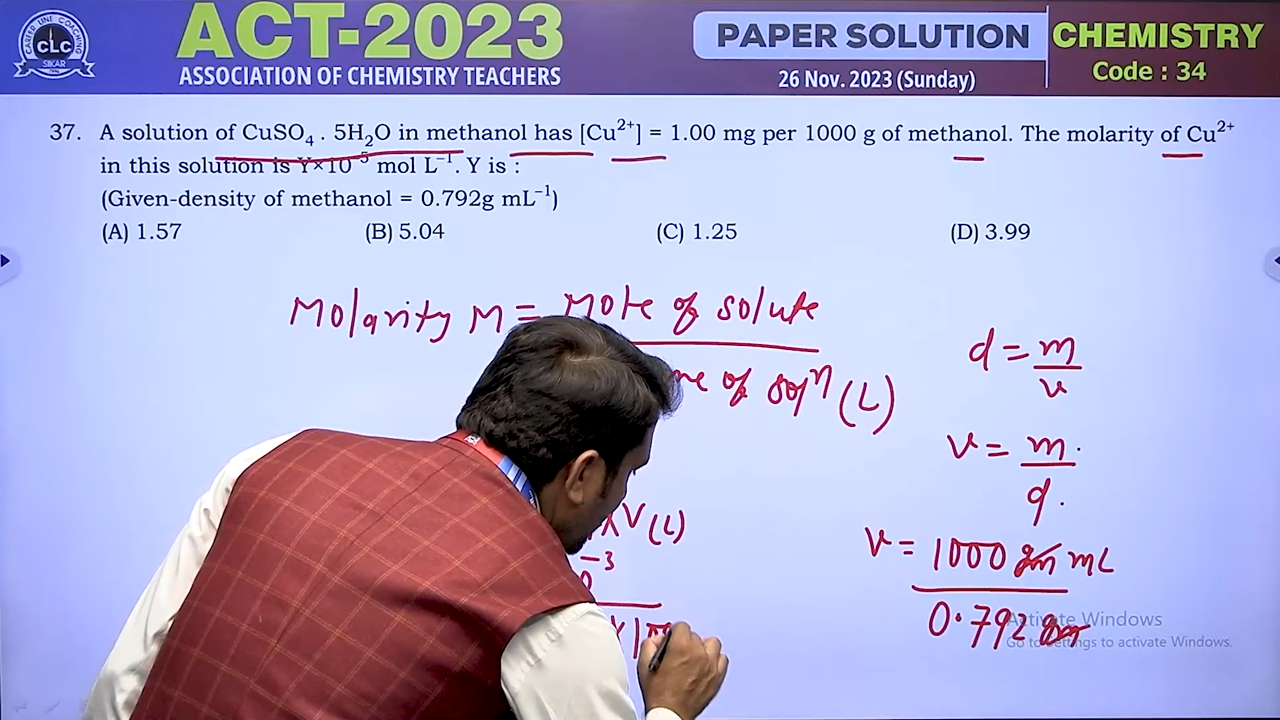 CAREER LINE COACHING
CLC
SIKAR
ACT-2023
ASSOCIATION OF CHEMISTRY TEACHERS
PAPER SOLUTION
26 Nov. 2023 (Sunday)
CHEMISTRY
Code : 34
37. A solution of CuSO₄ . 5H₂O in methanol has [Cu²⁺] = 1.00 mg per 1000 g of methanol. The molarity of Cu²⁺
in this solution is Y×10⁻⁵ mol L⁻¹. Y is :
(Given-density of methanol = 0.792g mL⁻¹)
(A) 1.57 (B) 5.04 (C) 1.25 (D) 3.99
Molarity M = Mole of solute
of solⁿ (L)
d = m
v
v = m
d
V (L)
v = 1000 gm mL
0.792 gm
-3
Activate Windows
Go to Settings to activate Windows.